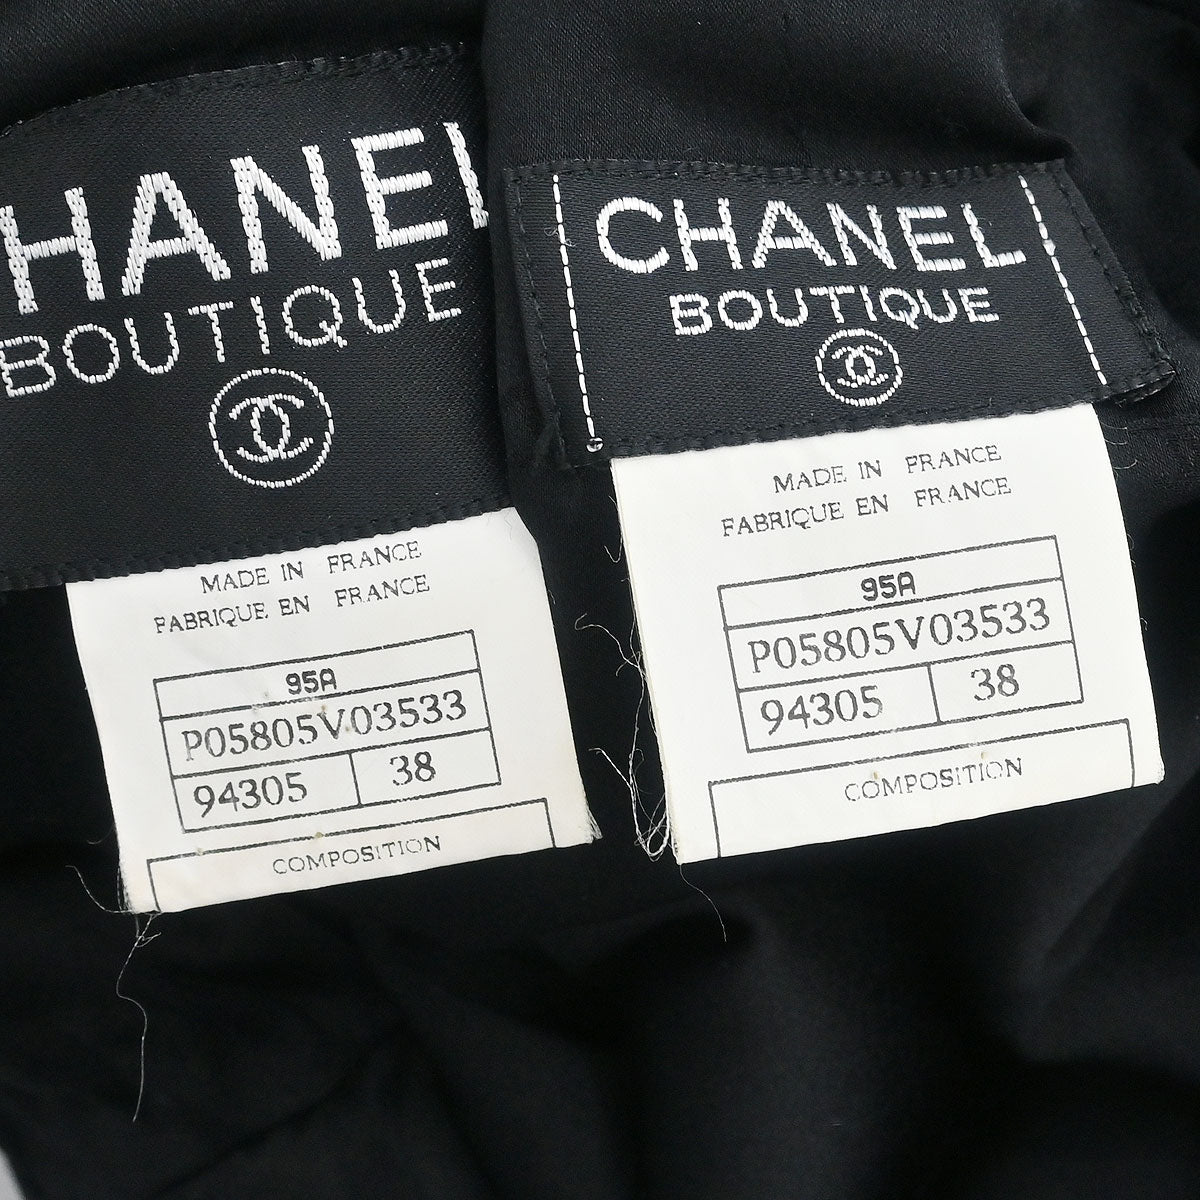 HANEL
BOUTIQUE
MADE IN FRANCE
FABRIQUE EN FRANCE
95A
P05805V03533
94305 38
COMPOSITION
CHANEL
BOUTIQUE
MADE IN FRANCE
FABRIQUE EN FRANCE
95A
P05805V03533
94305 38
COMPOSITION